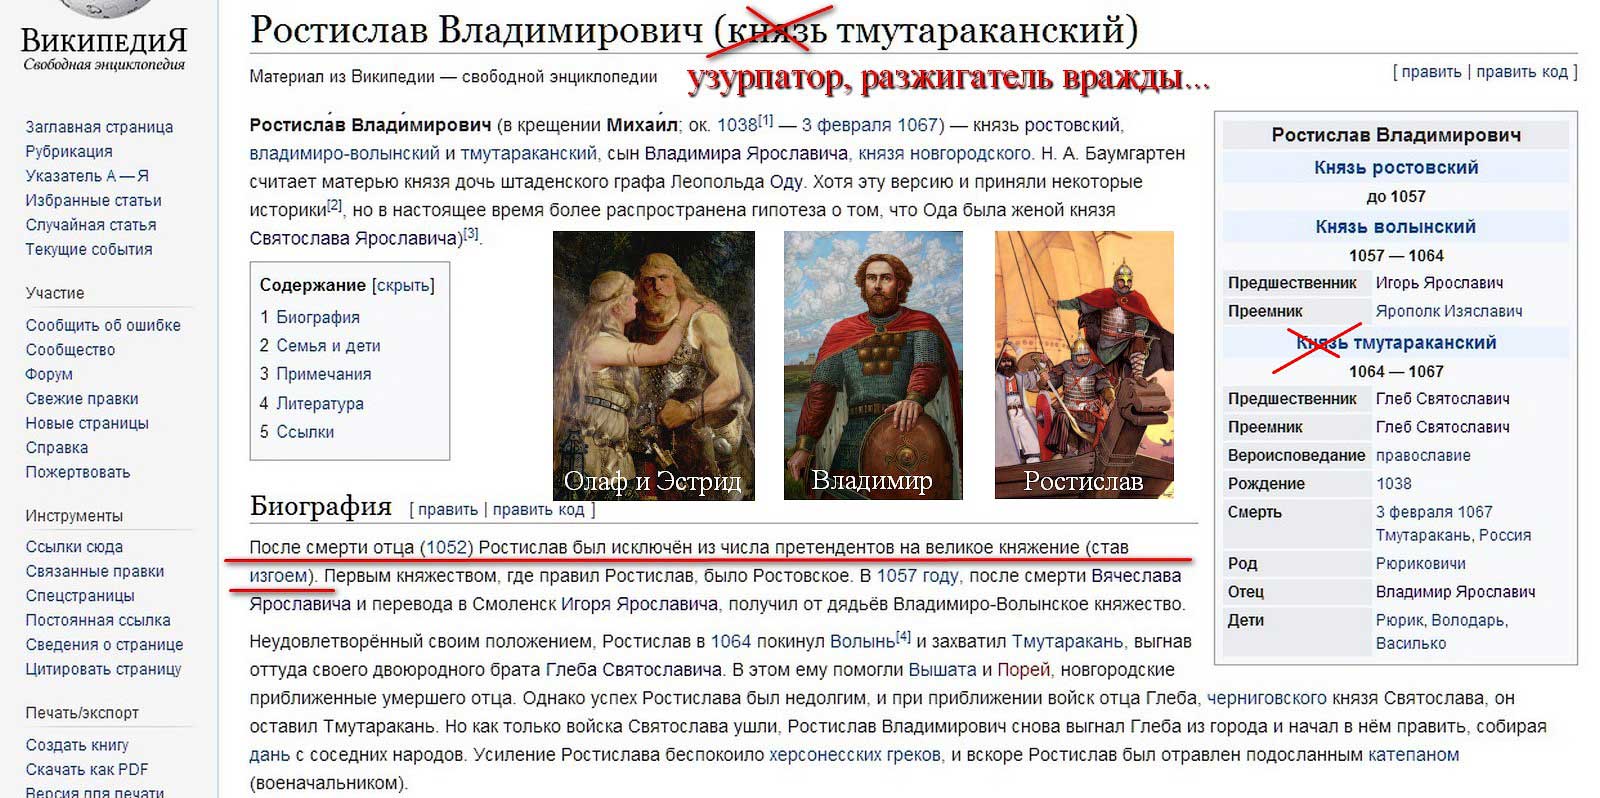 ВикипедиЯ
Свободная энциклопедия
Заглавная страница
Рубрикация
Указатель А — Я
Избранные статьи
Случайная статья
Текущие события
Участие
Сообщить об ошибке
Сообщество
Форум
Свежие правки
Новые страницы
Справка
Пожертвовать
Инструменты
Ссылки сюда
Связанные правки
Спецстраницы
Постоянная ссылка
Сведения о странице
Цитировать страницу
Печать/экспорт
Создать книгу
Скачать как PDF
Версия для печати
Ростислав Владимирович (князь тмутараканский)
Материал из Википедии — свободной энциклопедии
узурпатор, разжигатель вражды...
[ править | править код ]
Ростисла́в Влади́мирович (в крещении Михаи́л; ок. 1038[1] — 3 февраля 1067) — князь ростовский,
владимиро-волынский и тмутараканский, сын Владимира Ярославича, князя новгородского. Н. А. Баумгартен
считает матерью князя дочь штаденского графа Леопольда Оду. Хотя эту версию и приняли некоторые
историки[2], но в настоящее время более распространена гипотеза о том, что Ода была женой князя
Святослава Ярославича)[3].
Содержание [скрыть]
1 Биография
2 Семья и дети
3 Примечания
4 Литература
5 Ссылки
Олаф и Эстрид
Владимир
Ростислав
Биография [ править | править код ]
После смерти отца (1052) Ростислав был исключён из числа претендентов на великое княжение (став
изгоем). Первым княжеством, где правил Ростислав, было Ростовское. В 1057 году, после смерти Вячеслава
Ярославича и перевода в Смоленск Игоря Ярославича, получил от дядьёв Владимиро-Волынское княжество.
Неудовлетворённый своим положением, Ростислав в 1064 покинул Волынь[4] и захватил Тмутаракань, выгнав
оттуда своего двоюродного брата Глеба Святославича. В этом ему помогли Вышата и Порей, новгородские
приближенные умершего отца. Однако успех Ростислава был недолгим, и при приближении войск отца Глеба, черниговского князя Святослава, он
оставил Тмутаракань. Но как только войска Святослава ушли, Ростислав Владимирович снова выгнал Глеба из города и начал в нём править, собирая
дань с соседних народов. Усиление Ростислава беспокоило херсонесских греков, и вскоре Ростислав был отравлен подосланным катепаном
(военачальником).
Ростислав Владимирович
Князь ростовский
до 1057
Князь волынский
1057 — 1064
Предшественник Игорь Ярославич
Преемник Ярополк Изяславич
Князь тмутараканский
1064 — 1067
Предшественник Глеб Святославич
Преемник Глеб Святославич
Вероисповедание православие
Рождение 1038
Смерть 3 февраля 1067
Тмутаракань, Россия
Род Рюриковичи
Отец Владимир Ярославич
Дети Рюрик, Володарь,
Василько